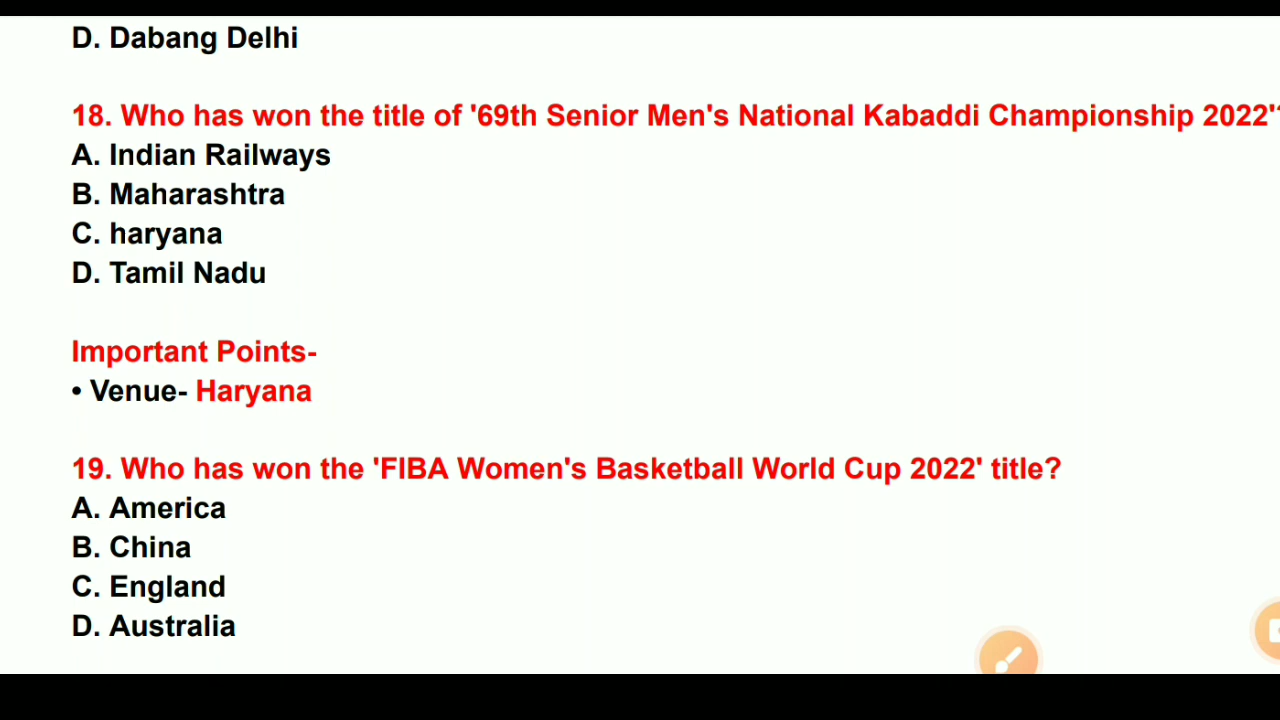 D. Dabang Delhi
18. Who has won the title of '69th Senior Men's National Kabaddi Championship 2022'?
A. Indian Railways
B. Maharashtra
C. haryana
D. Tamil Nadu
Important Points-
• Venue- Haryana
19. Who has won the 'FIBA Women's Basketball World Cup 2022' title?
A. America
B. China
C. England
D. Australia